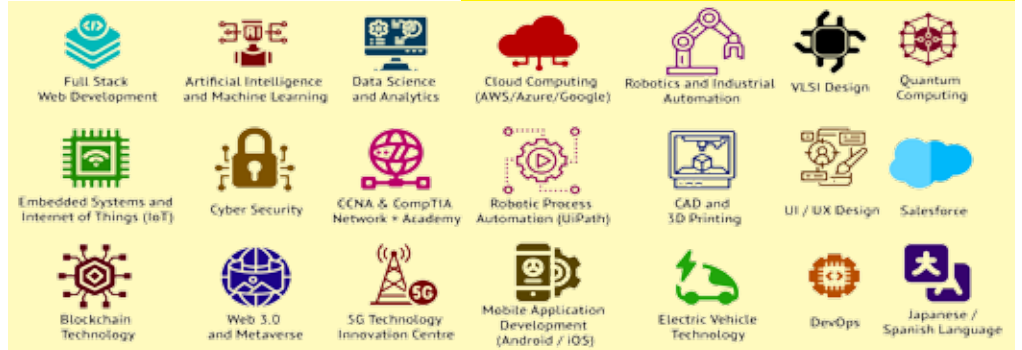 Full Stack
Web Development
AI
Artificial Intelligence
and Machine Learning
Data Science
and Analytics
Cloud Computing
(AWS/Azure/Google)
Robotics and Industrial
Automation
VLSI Design
Quantum
Computing
Embedded Systems and
Internet of Things (IoT)
Cyber Security
CCNA & CompTIA
Network + Academy
Robotic Process
Automation (UiPath)
CAD and
3D Printing
UI / UX Design
Salesforce
Blockchain
Technology
Web 3.0
and Metaverse
5G
5G Technology
Innovation Centre
Mobile Application
Development
(Android / iOS)
Electric Vehicle
Technology
DevOps
大
Japanese /
Spanish Language